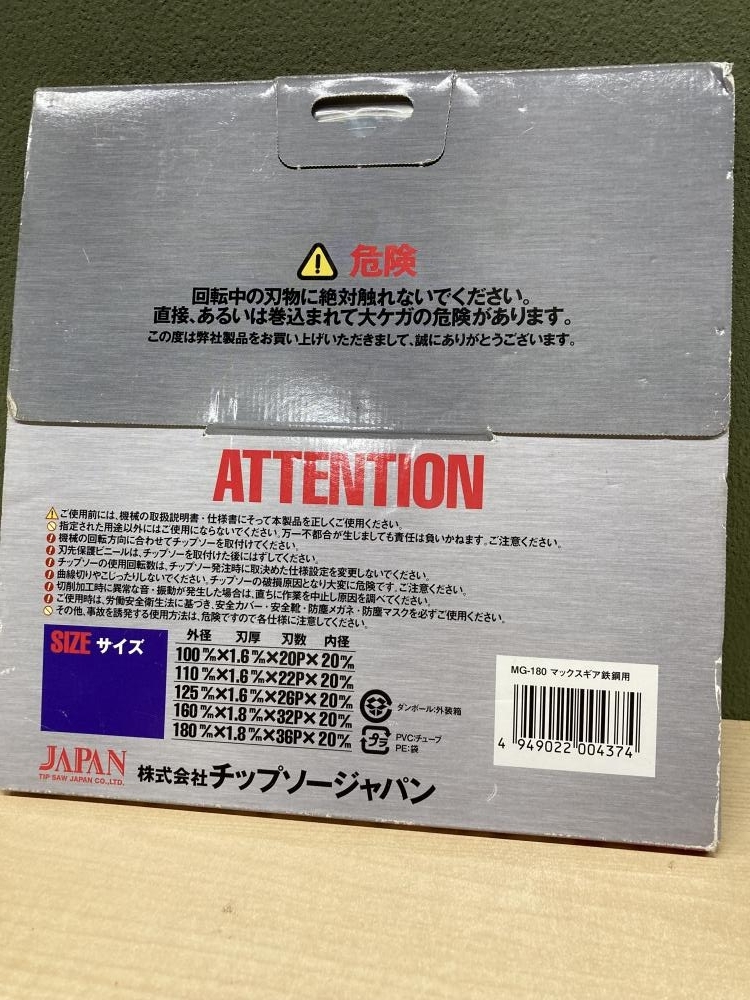 危険
回転中の刃物に絶対触れないでください。
直接、あるいは巻込まれて大ケガの危険があります。
この度は弊社製品をお買い上げいただきまして、誠にありがとうございます。
ATTENTION
ご使用前には、機械の取扱説明書・仕様書にそって本製品を正しくご使用ください。
指定された用途以外にはご使用にならないでください。万一不都合が生じましても責任は負いかねます。ご注意ください。
機械の回転方向に合わせてチップソーを取付けてください。
刃先保護ビニールは、チップソーを取付けた後にはずしてください。
チップソーの使用回転数は、チップソー発注時に取決めた仕様設定を変更しないでください。
曲線切りやこじったりしないでください。チップソーの破損原因となり大変に危険です。ご注意ください。
切削加工時に異常な音・振動が発生した場合は、直ちに作業を中止し原因を調べてください。
ご使用時は、労働安全衛生法に基づき、安全カバー・安全靴・防塵メガネ・防塵マスクを必ずご使用ください。
その他、事故を誘発する使用方法は、危険ですので各仕様に注意してください。
SIZE サイズ
外径 刃厚 刃数 内径
100m/m×1.6m/m×20P×20m/m
110m/m×1.6m/m×22P×20m/m
125m/m×1.6m/m×26P×20m/m
160m/m×1.8m/m×32P×20m/m
180m/m×1.8m/m×36P×20m/m
ダンボール:外装箱
プラ
PVC:チューブ
PE:袋
MG-180 マックスギア鉄鋼用
4 949022 004374
JAPAN
TIP SAW JAPAN CO.,LTD.
株式会社チップソージャパン